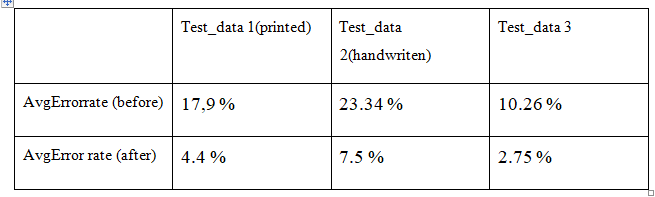 Test_data 1(printed)
Test_data
2(handwriten)
Test_data 3
AvgErrorrate (before)
17,9 %
23.34 %
10.26 %
AvgError rate (after)
4.4 %
7.5 %
2.75 %